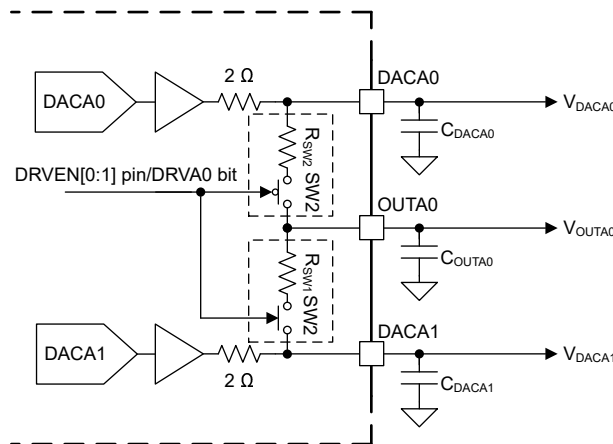 2 Ω
DACA0
DACA0
V_DACA0
C_DACA0
R_SW2
SW2
DRVEN[0:1] pin/DRVA0 bit
OUTA0
V_OUTA0
C_OUTA0
R_SW1
SW2
DACA1
DACA1
V_DACA1
2 Ω
C_DACA1